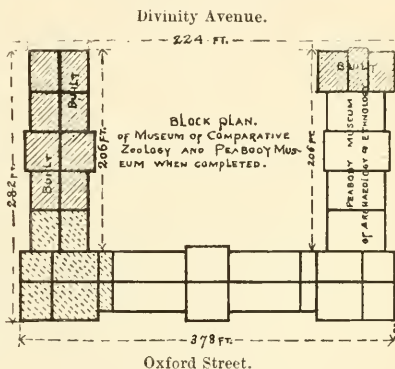 Divinity Avenue.
224 FT.
BUILT
BUILT
BUILT
BLOCK PLAN.
OF MUSEUM OF COMPARATIVE
ZOOLOGY AND PEABODY MUS-
EUM WHEN COMPLETED.
206 FT.
206 FT.
282 FT.
PEABODY MUSEUM
OF ARCHAEOLOGY & ETHNOLOGY
378 FT.
Oxford Street.